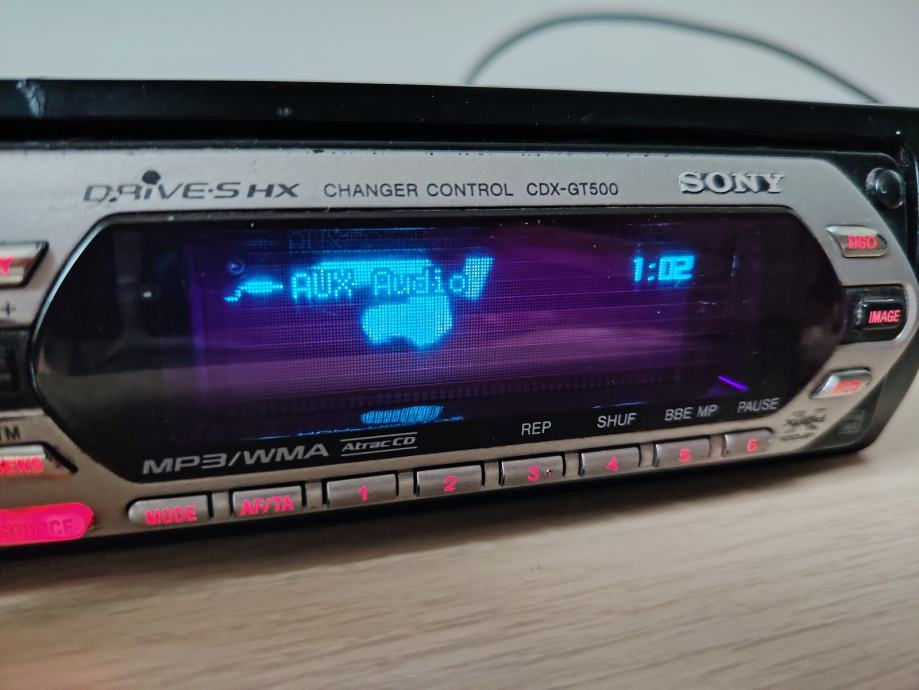 DRIVE·S HX CHANGER CONTROL CDX-GT500 SONY
DSO
AUX Audio 1:02
IMAGE
REP SHUF BBE MP PAUSE
MP3/WMA Atrac CD
MODE AF/TA 1 2 3 4 5 6
SOURCE